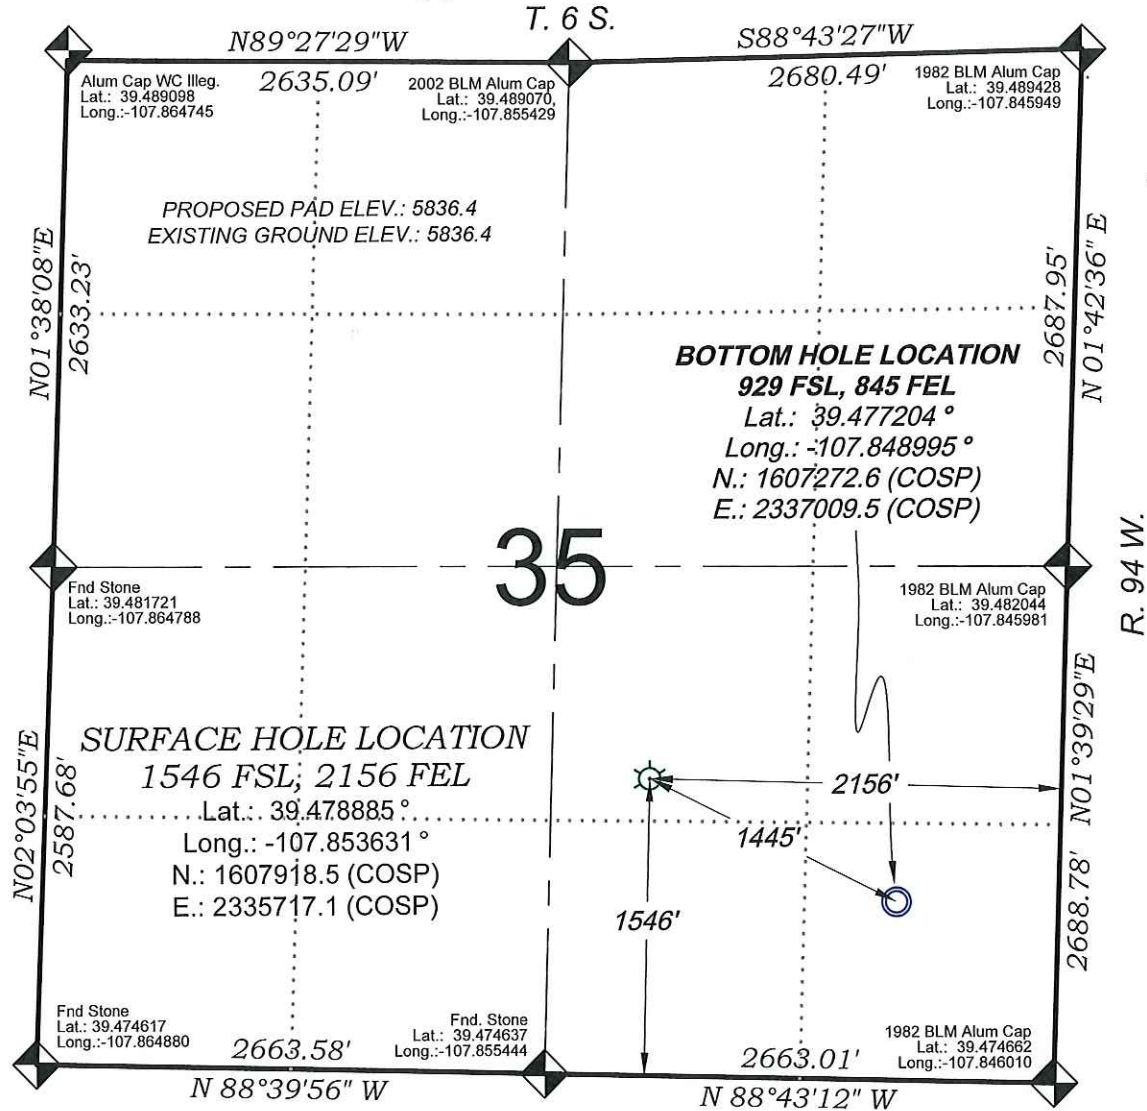 T. 6 S.
N89°27'29"W
2635.09'
S88°43'27"W
2680.49'
Alum Cap WC Illeg.
Lat.: 39.489098
Long.:-107.864745
2002 BLM Alum Cap
Lat.: 39.489070,
Long.:-107.855429
1982 BLM Alum Cap
Lat.: 39.489428
Long.:-107.845949
PROPOSED PAD ELEV.: 5836.4
EXISTING GROUND ELEV.: 5836.4
N01°38'08"E
2633.23'
2687.95'
N 01°42'36" E
BOTTOM HOLE LOCATION
929 FSL, 845 FEL
Lat.: 39.477204 °
Long.: -107.848995 °
N.: 1607272.6 (COSP)
E.: 2337009.5 (COSP)
35
R. 94 W.
Fnd Stone
Lat.: 39.481721
Long.:-107.864788
1982 BLM Alum Cap
Lat.: 39.482044
Long.:-107.845981
N02°03'55"E
2587.68'
SURFACE HOLE LOCATION
1546 FSL, 2156 FEL
Lat.: 39.478885 °
Long.: -107.853631 °
N.: 1607918.5 (COSP)
E.: 2335717.1 (COSP)
2156'
1445'
1546'
N01°39'29"E
2688.78'
Fnd Stone
Lat.: 39.474617
Long.:-107.864880
Fnd. Stone
Lat.: 39.474637
Long.:-107.855444
1982 BLM Alum Cap
Lat.: 39.474662
Long.:-107.846010
2663.58'
N 88°39'56" W
2663.01'
N 88°43'12" W